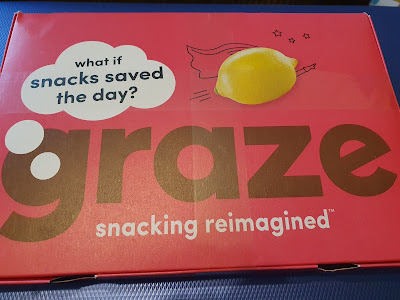 what if
snacks saved
the day?
graze
snacking reimagined™